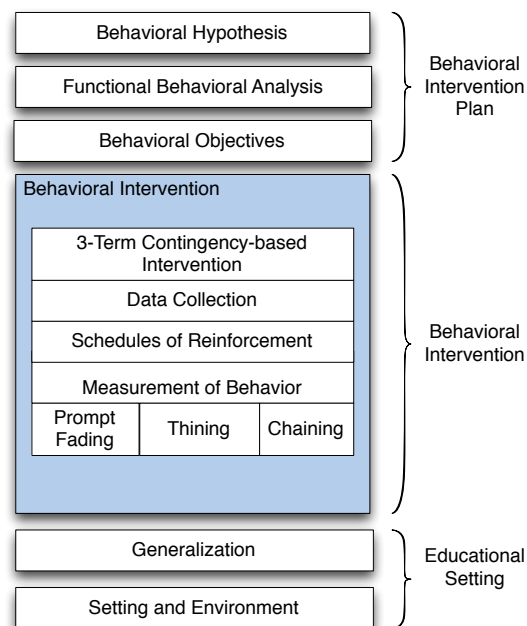 Behavioral Hypothesis
Functional Behavioral Analysis
Behavioral Objectives
Behavioral
Intervention
Plan
Behavioral Intervention
3-Term Contingency-based
Intervention
Data Collection
Schedules of Reinforcement
Measurement of Behavior
Prompt
Fading
Thining
Chaining
Behavioral
Intervention
Generalization
Setting and Environment
Educational
Setting